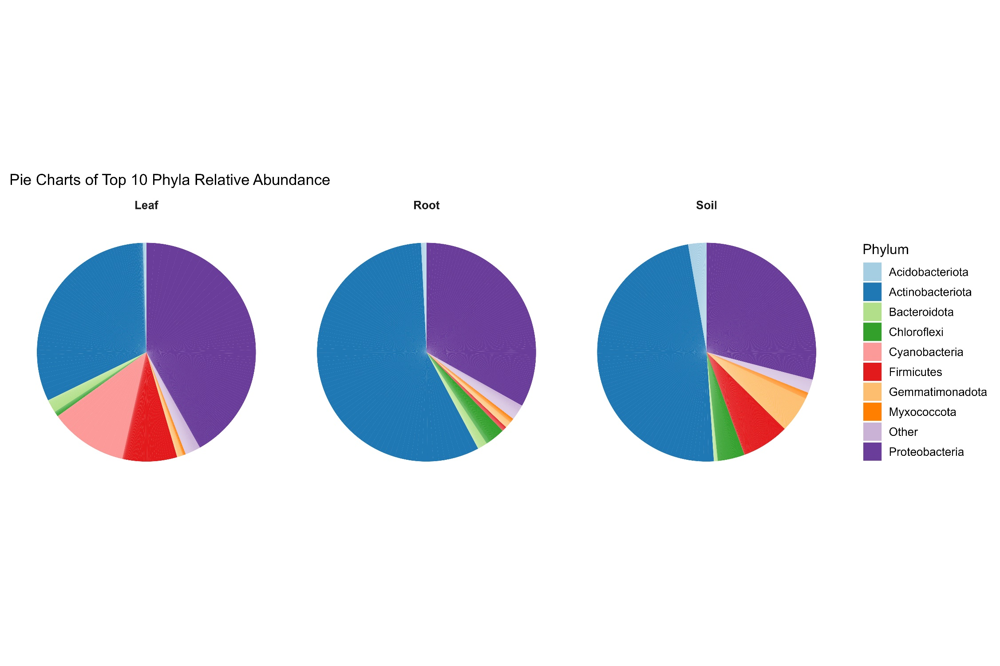 Pie Charts of Top 10 Phyla Relative Abundance
Leaf
Root
Soil
Phylum
Acidobacteriota
Actinobacteriota
Bacteroidota
Chloroflexi
Cyanobacteria
Firmicutes
Gemmatimonadota
Myxococcota
Other
Proteobacteria